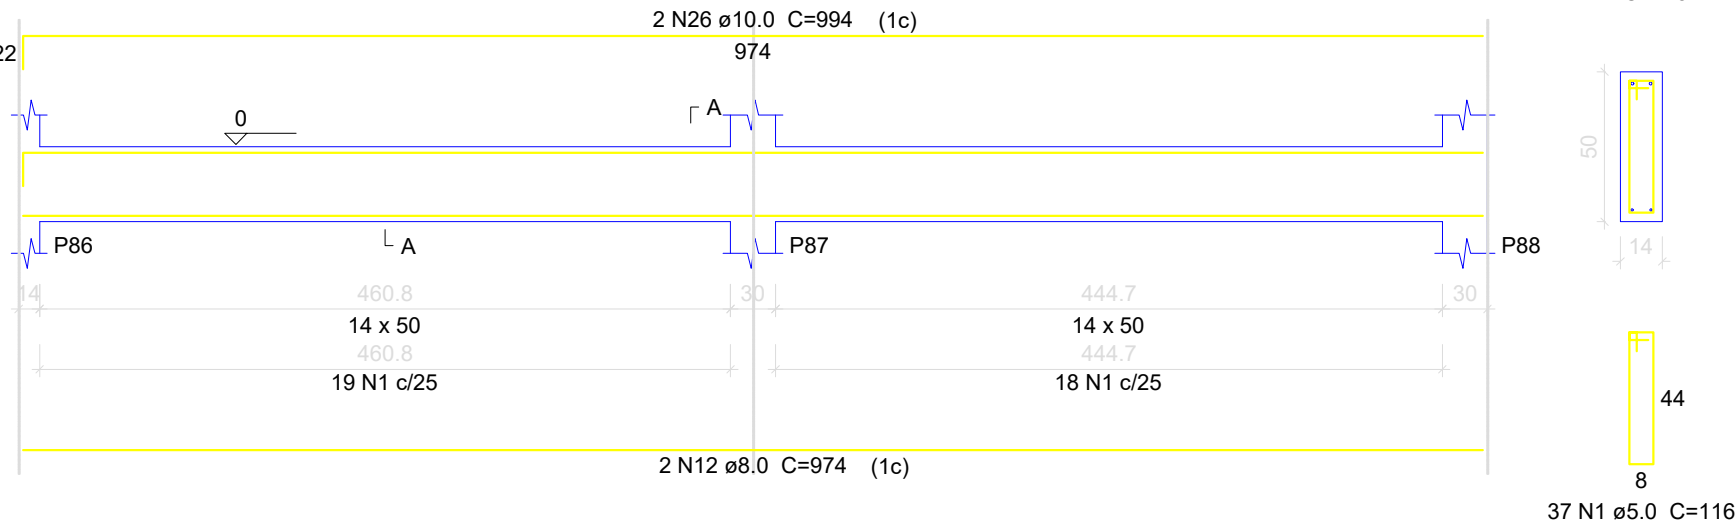 2 N26 ø10.0 C=994 (1c)
22
974
A
0
50
P86
A
P87
P88
14
14
460.8
30
444.7
30
14 x 50
14 x 50
460.8
444.7
19 N1 c/25
18 N1 c/25
44
2 N12 ø8.0 C=974 (1c)
8
37 N1 ø5.0 C=116